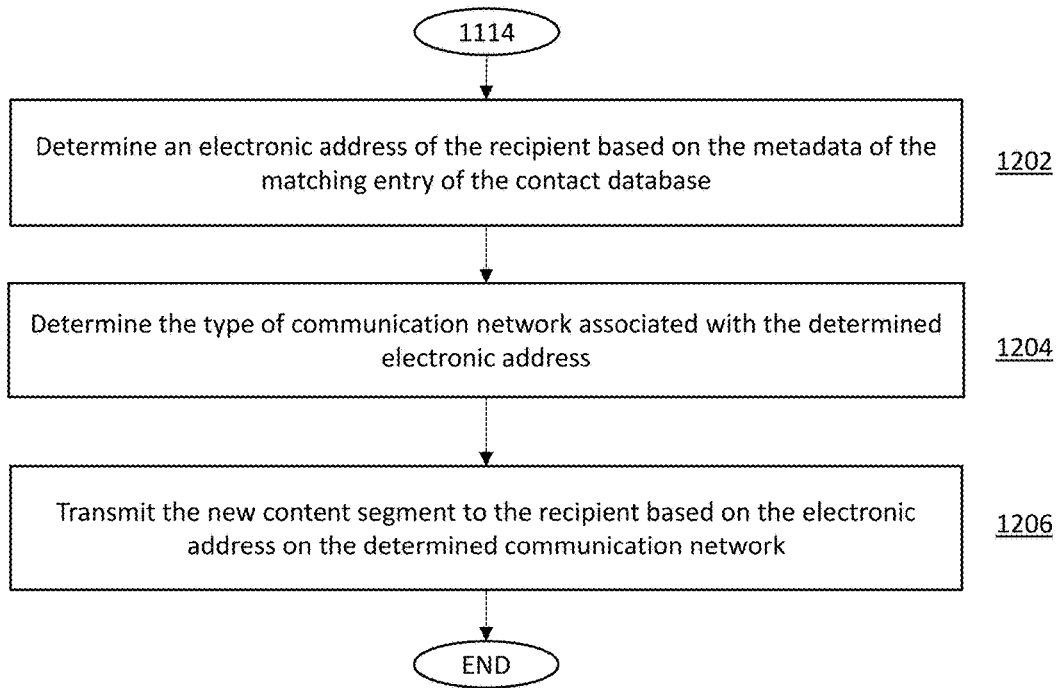 1114
Determine an electronic address of the recipient based on the metadata of the
matching entry of the contact database
1202
Determine the type of communication network associated with the determined
electronic address
1204
Transmit the new content segment to the recipient based on the electronic
address on the determined communication network
1206
END